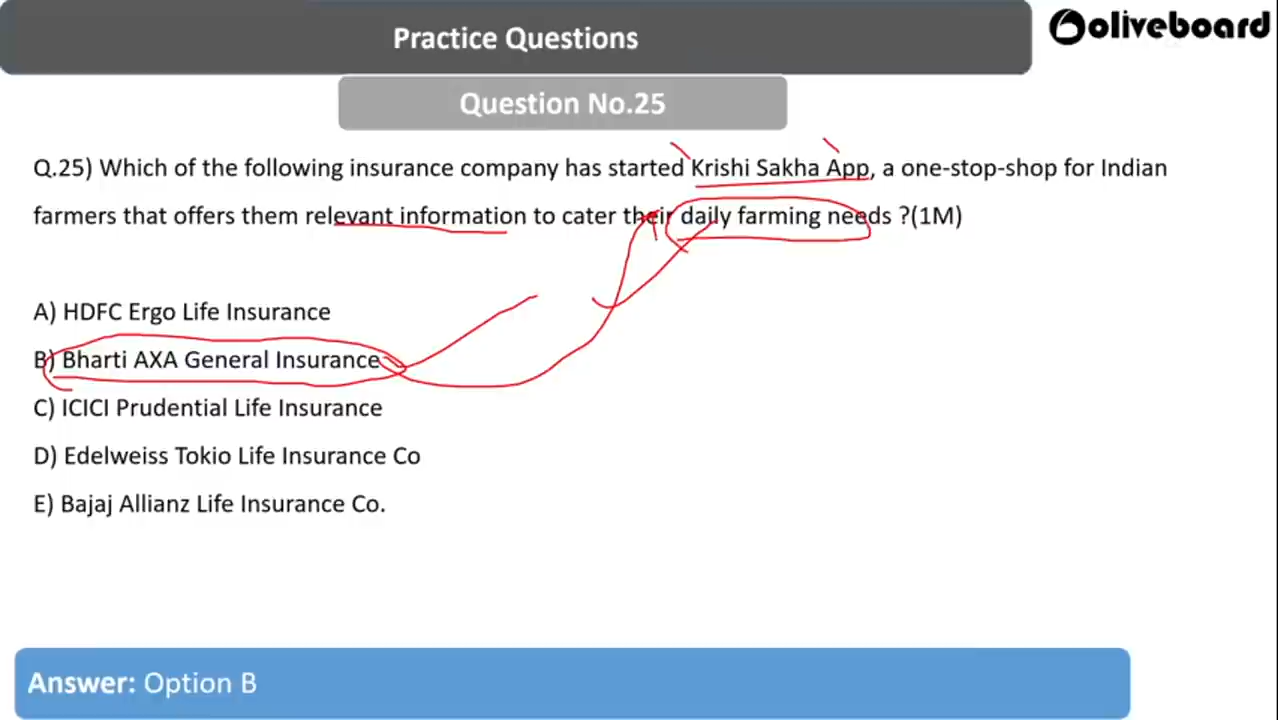 Practice Questions
oliveboard
Question No.25
Q.25) Which of the following insurance company has started Krishi Sakha App, a one-stop-shop for Indian
farmers that offers them relevant information to cater their daily farming needs ?(1M)
A) HDFC Ergo Life Insurance
B) Bharti AXA General Insurance
C) ICICI Prudential Life Insurance
D) Edelweiss Tokio Life Insurance Co
E) Bajaj Allianz Life Insurance Co.
Answer: Option B